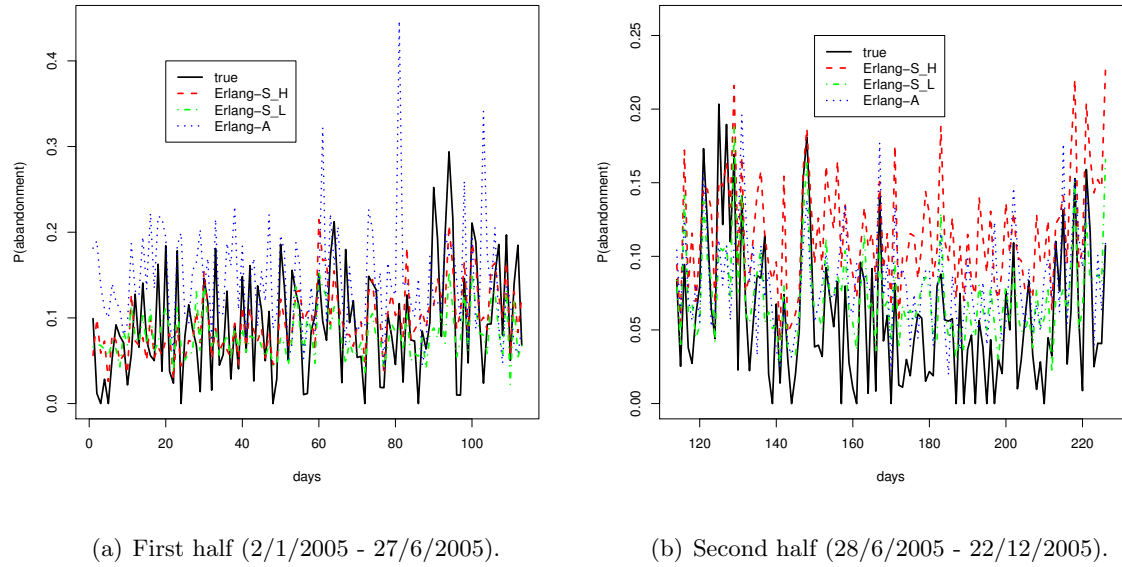 P(abandonment)
0.4
0.3
0.2
0.1
0.0
true
Erlang−S_H
Erlang−S_L
Erlang−A
0 20 40 60 80 100
days
(a) First half (2/1/2005 - 27/6/2005).
P(abandonment)
0.25
0.20
0.15
0.10
0.05
0.00
true
Erlang−S_H
Erlang−S_L
Erlang−A
120 140 160 180 200 220
days
(b) Second half (28/6/2005 - 22/12/2005).